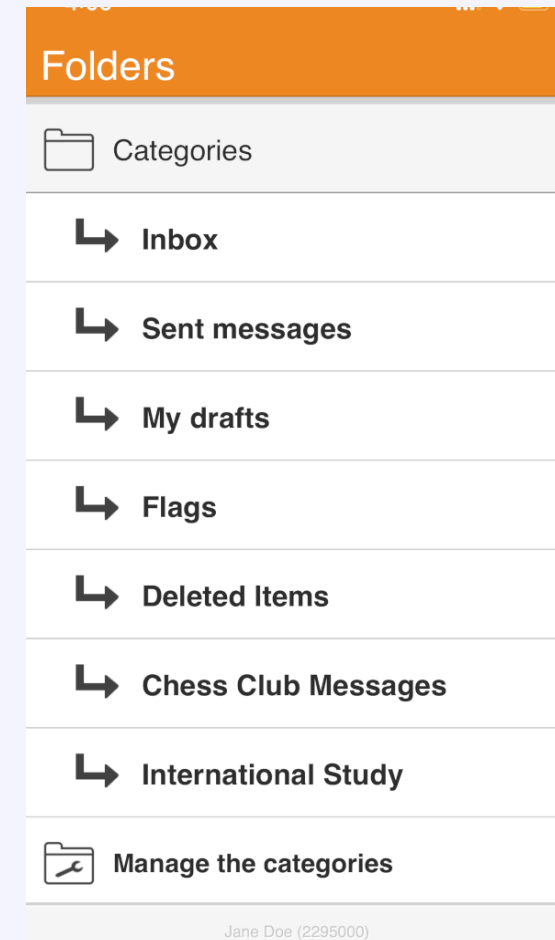 Folders
Categories
Inbox
Sent messages
My drafts
Flags
Deleted Items
Chess Club Messages
International Study
Manage the categories
Jane Doe (2295000)